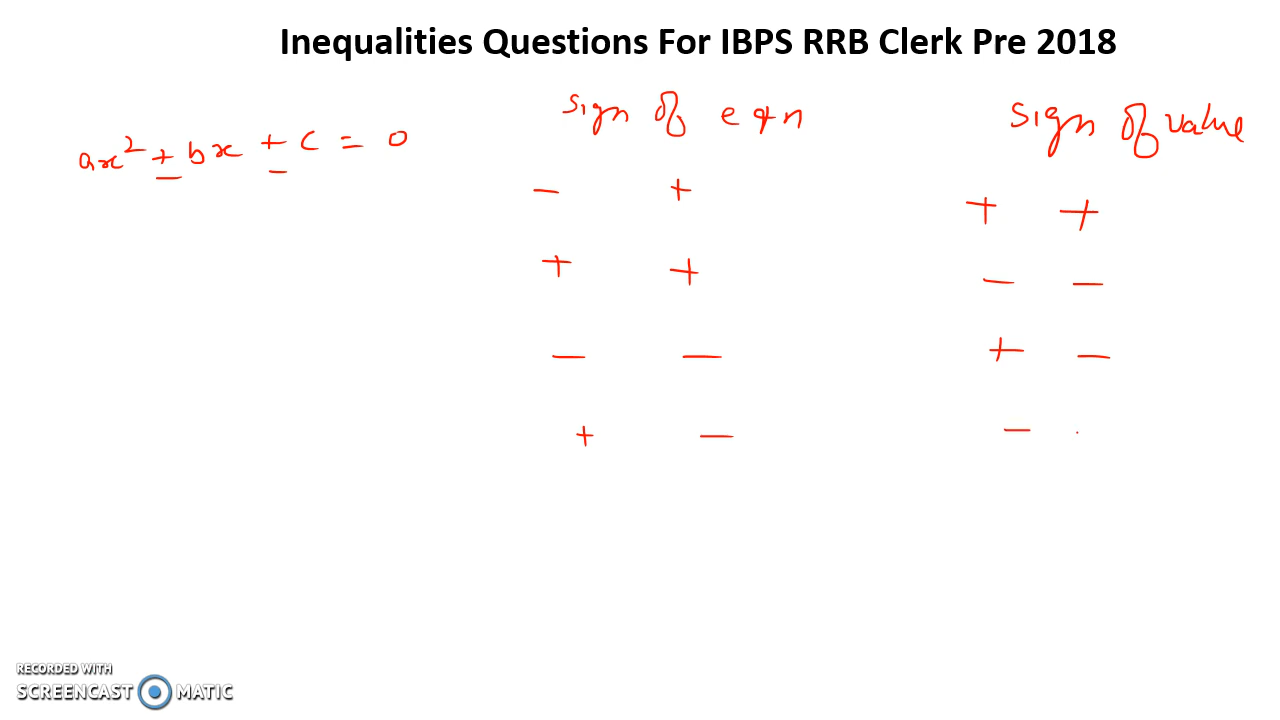 Inequalities Questions For IBPS RRB Clerk Pre 2018
sign of eqn
sign of value
ax² + bx + c = 0
- +
+ +
+ +
- -
- -
+ -
+ -
-
RECORDED WITH
SCREENCAST MATIC